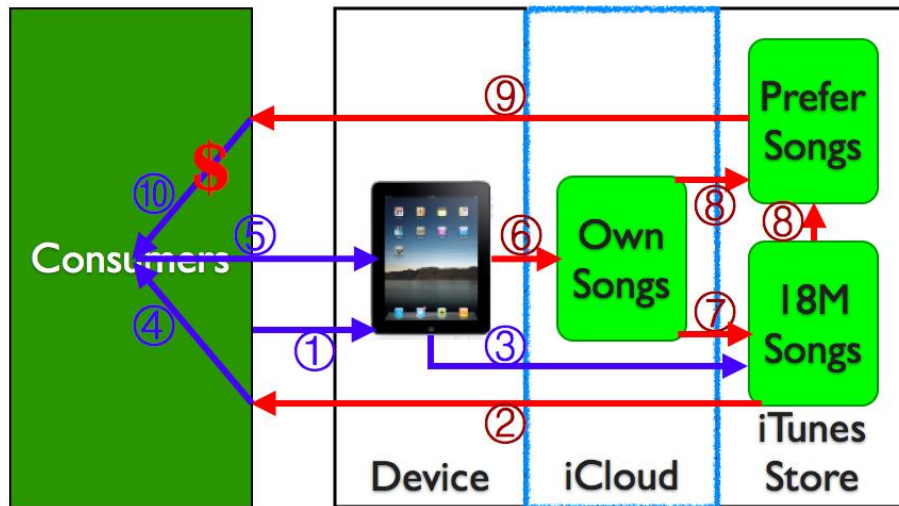 ⑨
Prefer
Songs
$
⑩
⑧
⑧
⑤
⑥
Own
Songs
Consumers
18M
Songs
④
①
③
⑦
②
iTunes
Store
Device
iCloud